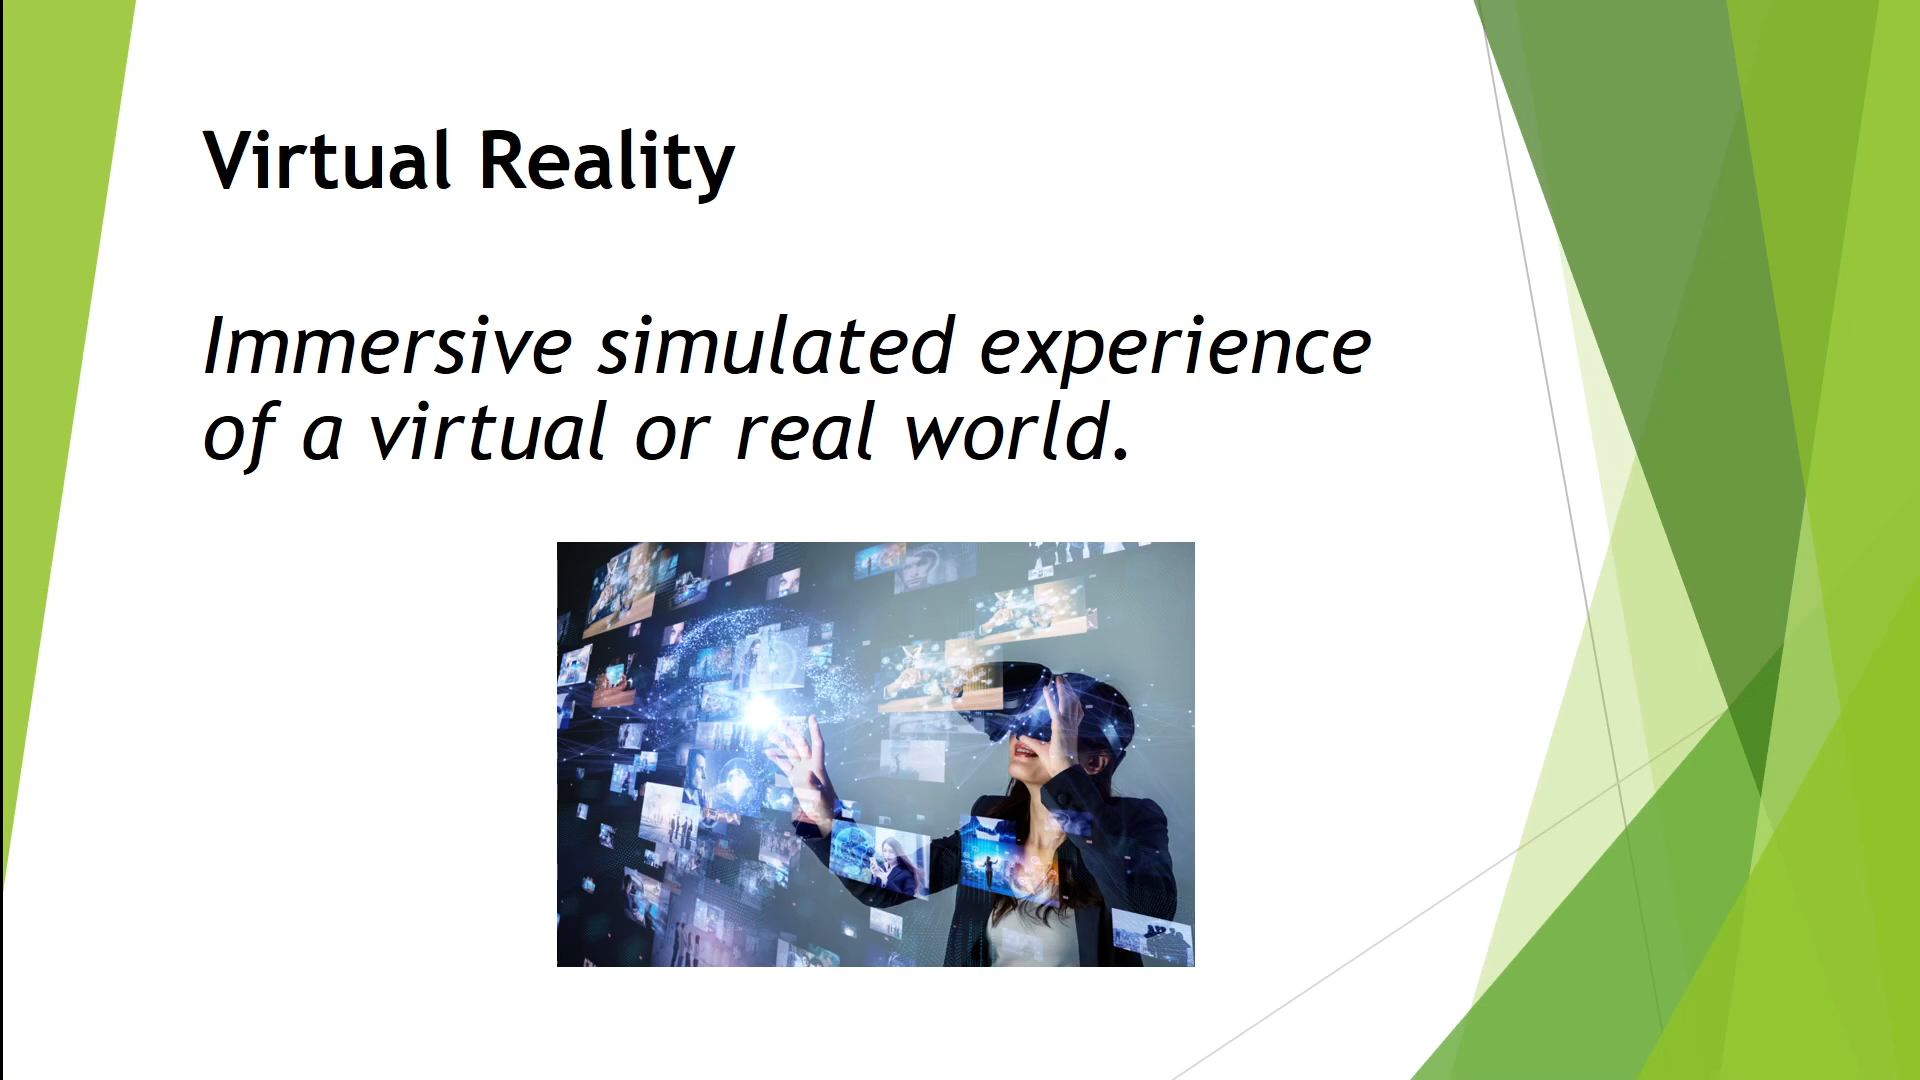 Virtual Reality
Immersive simulated experience
of a virtual or real world.